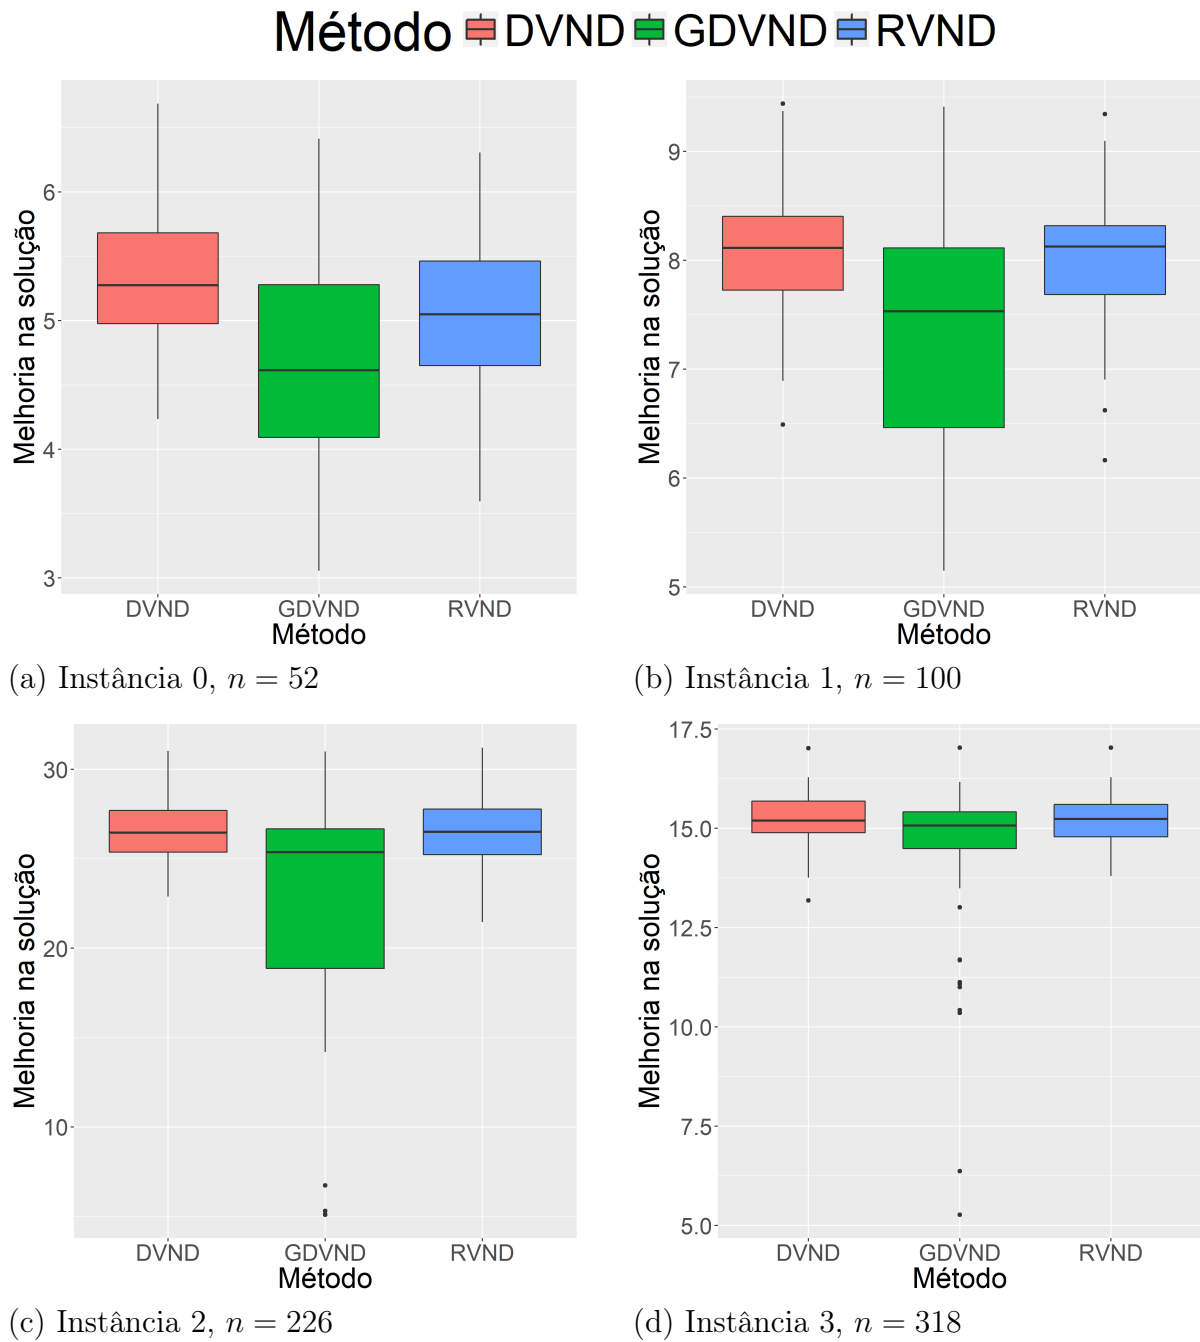 Método DVND GDVND RVND
Melhoria na solução
6
5
4
3
DVND GDVND RVND
Método
(a) Instância 0, n = 52
Melhoria na solução
9
8
7
6
5
DVND GDVND RVND
Método
(b) Instância 1, n = 100
Melhoria na solução
30
20
10
DVND GDVND RVND
Método
(c) Instância 2, n = 226
Melhoria na solução
17.5
15.0
12.5
10.0
7.5
5.0
DVND GDVND RVND
Método
(d) Instância 3, n = 318